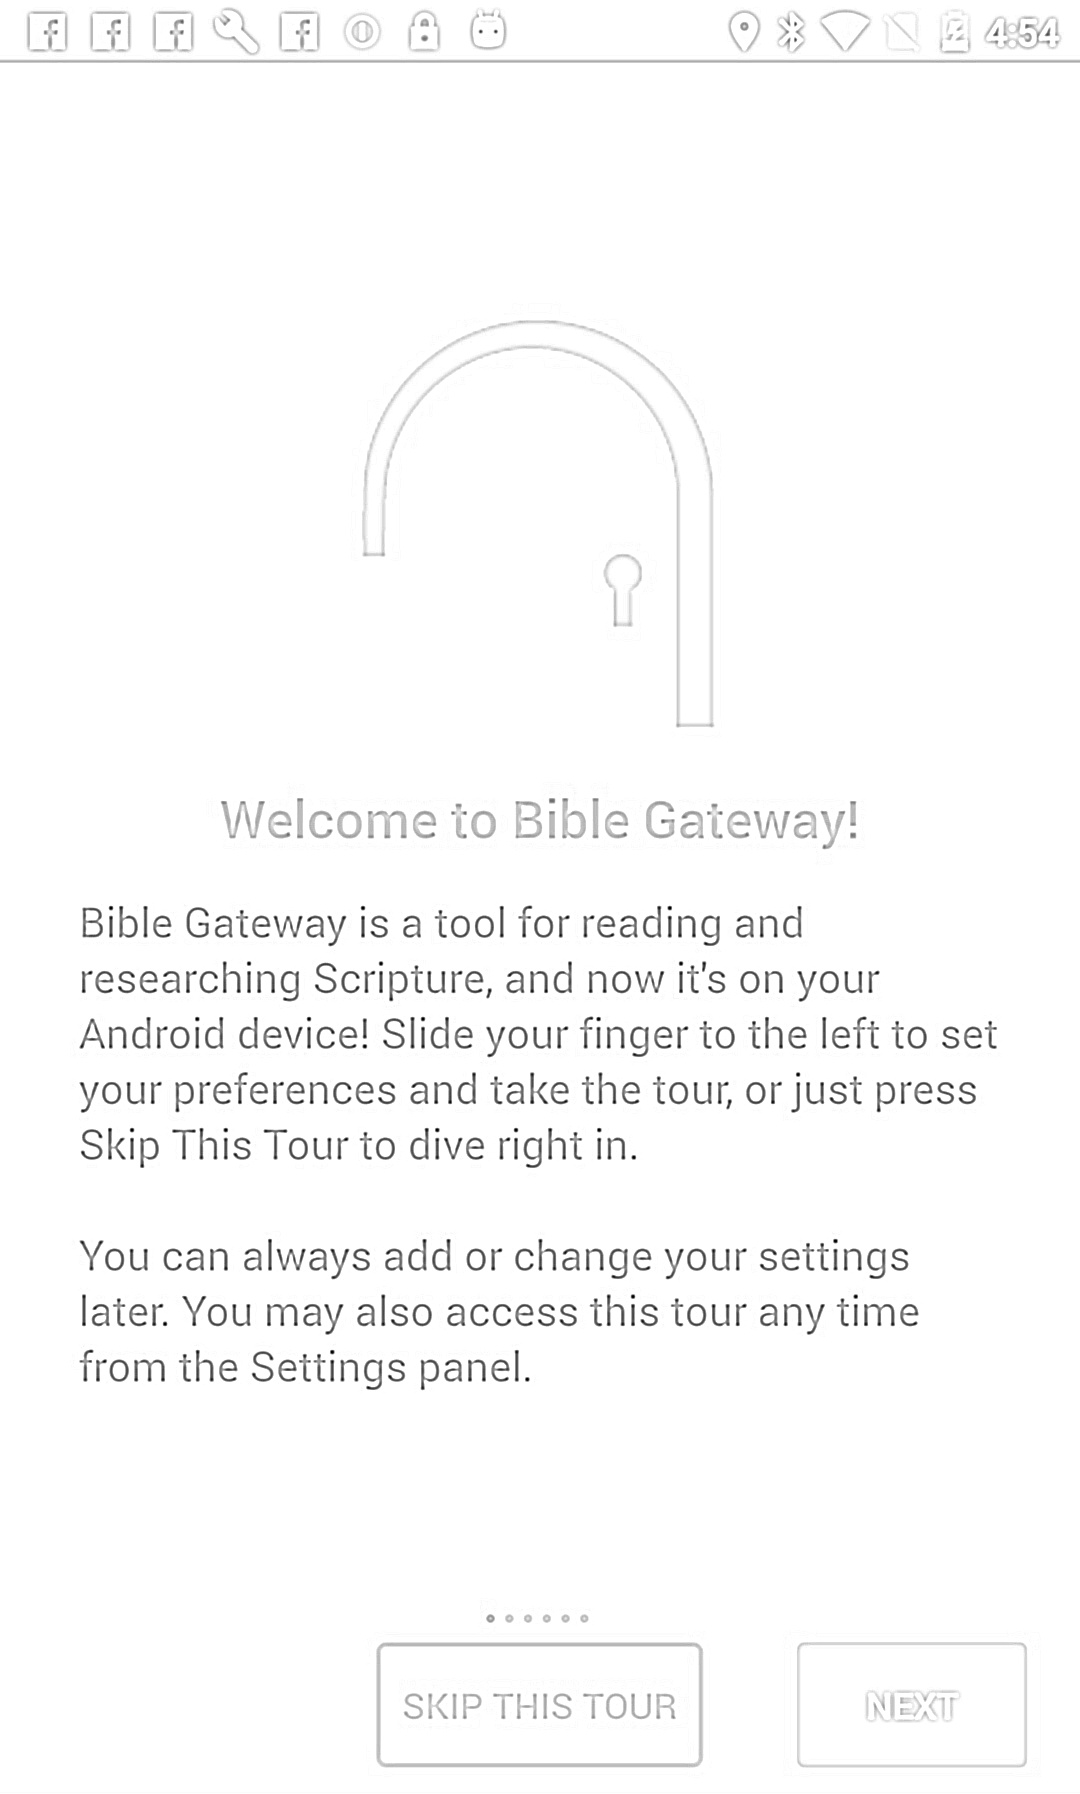 4:54
Welcome to Bible Gateway!
Bible Gateway is a tool for reading and
researching Scripture, and now it's on your
Android device! Slide your finger to the left to set
your preferences and take the tour, or just press
Skip This Tour to dive right in.
You can always add or change your settings
later. You may also access this tour any time
from the Settings panel.
SKIP THIS TOUR
NEXT